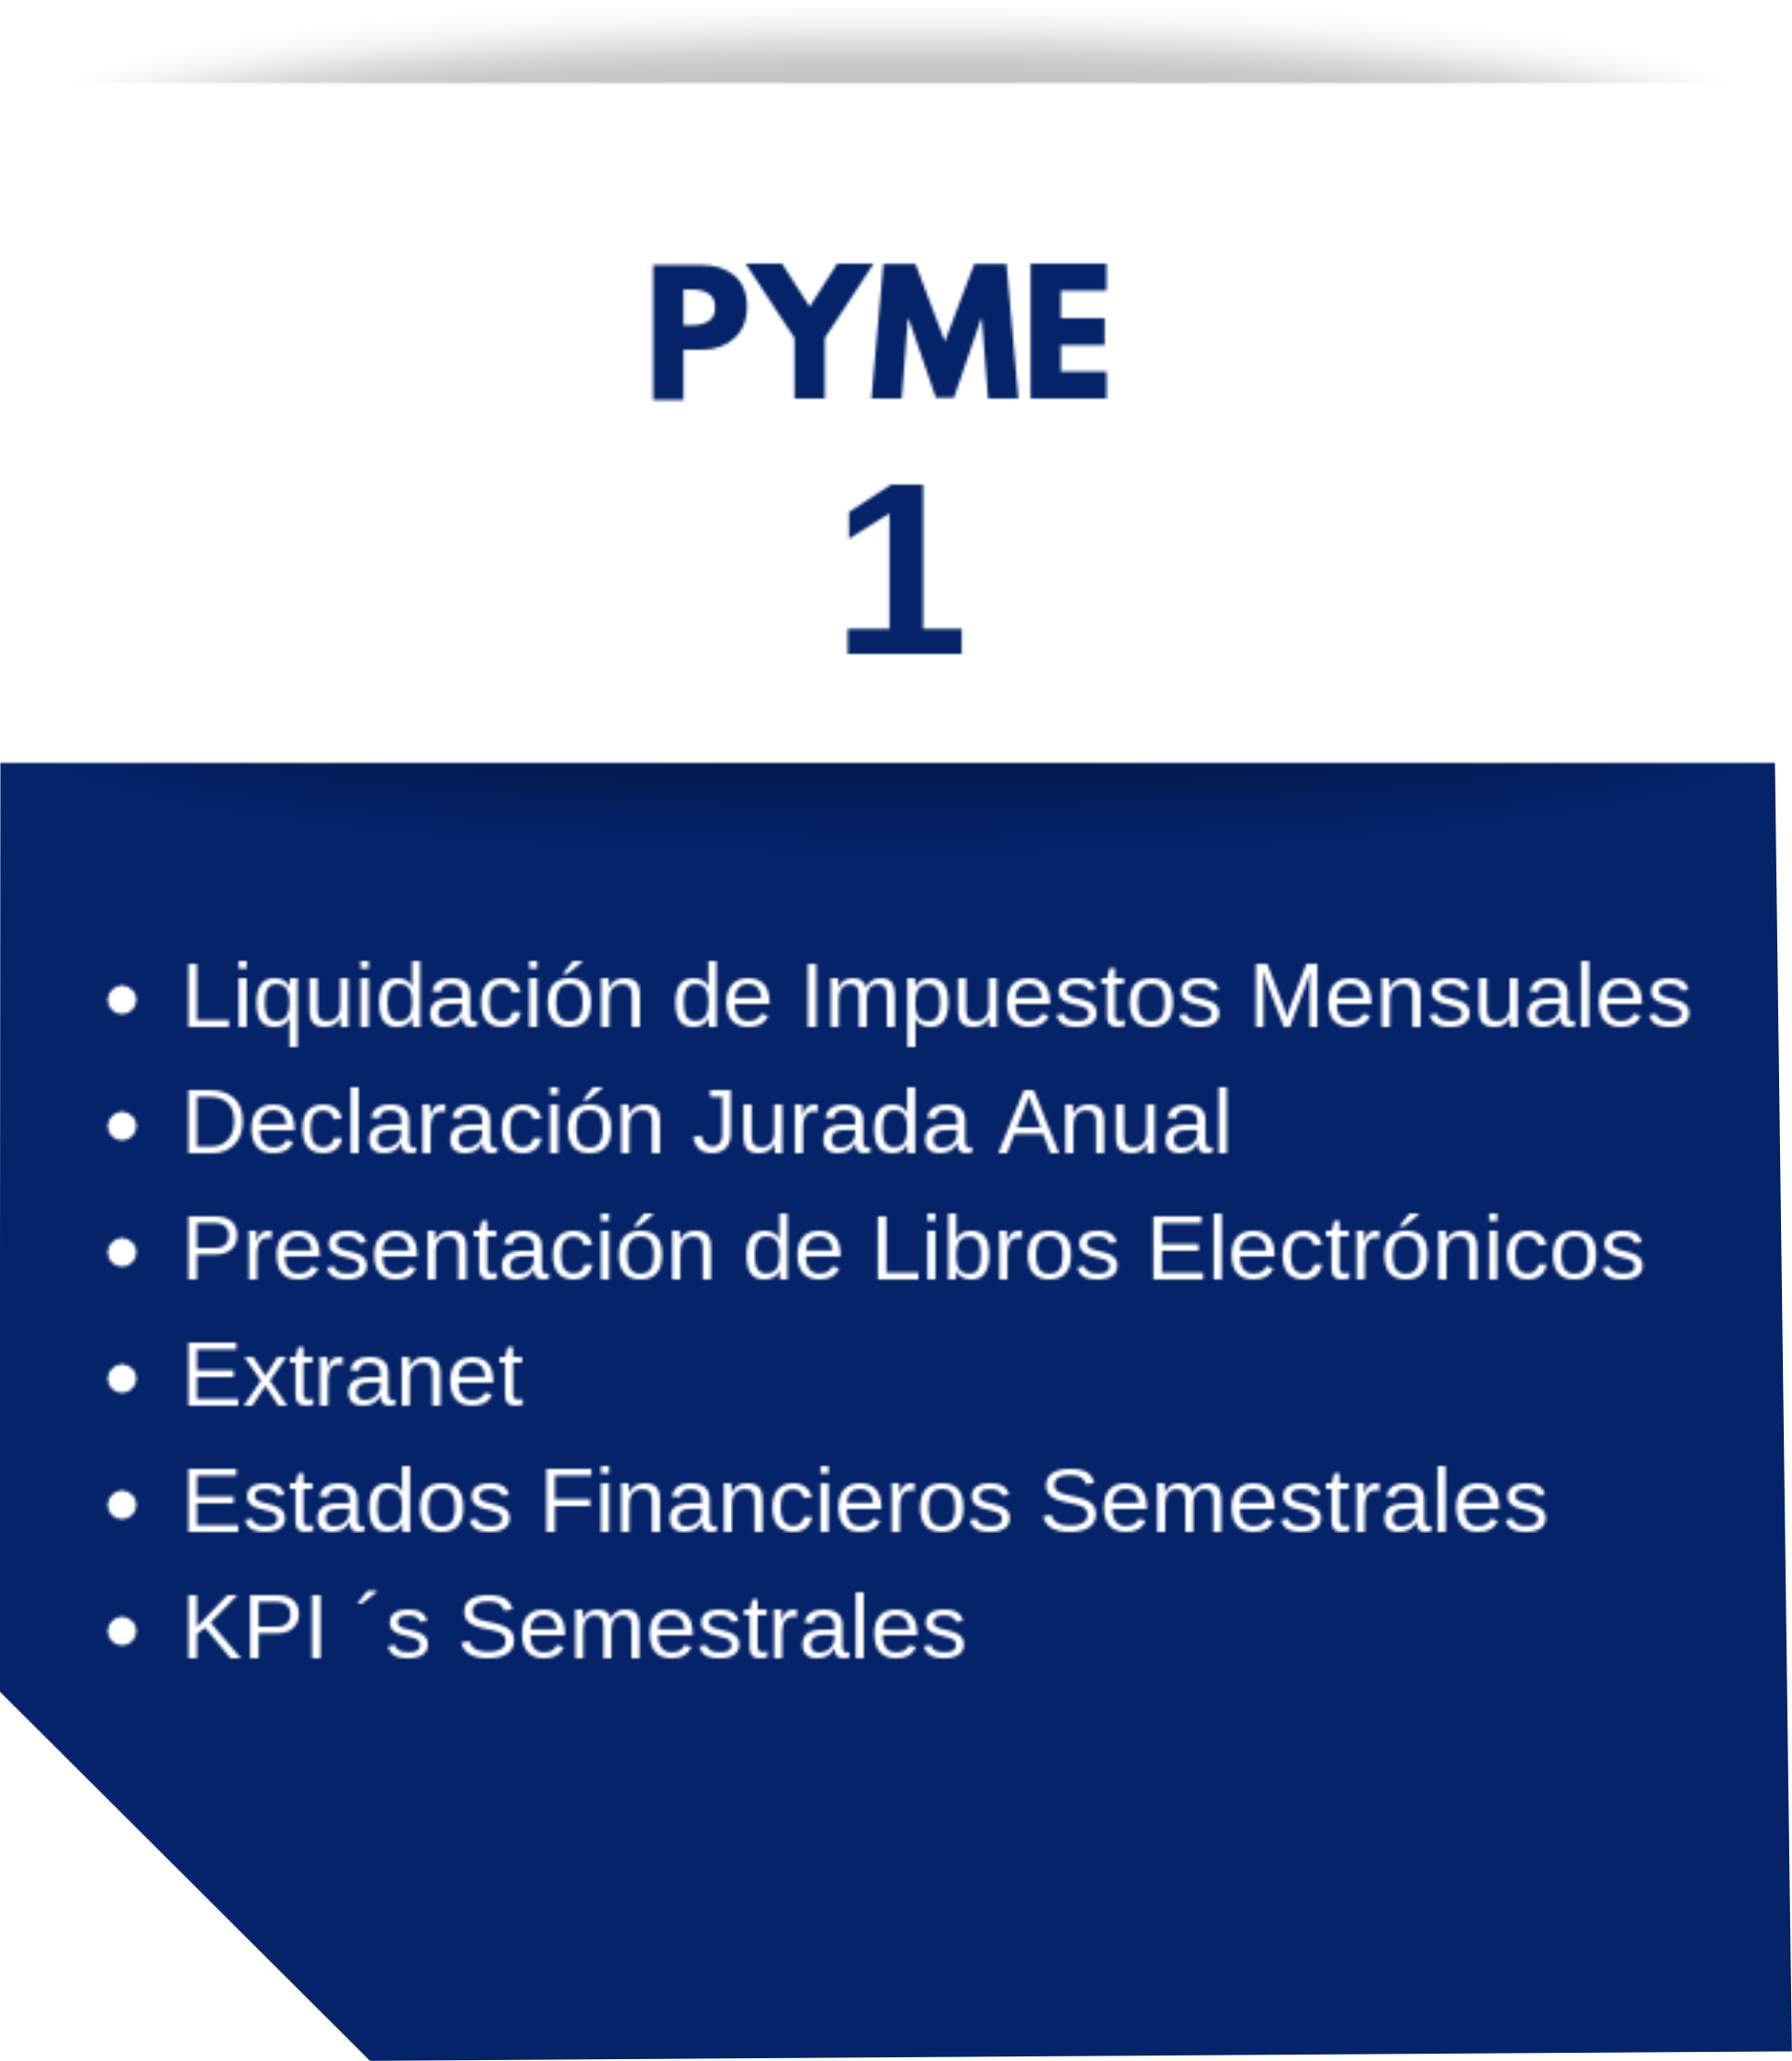 PYME
1
• Liquidación de Impuestos Mensuales
• Declaración Jurada Anual
• Presentación de Libros Electrónicos
• Extranet
• Estados Financieros Semestrales
• KPI ´s Semestrales